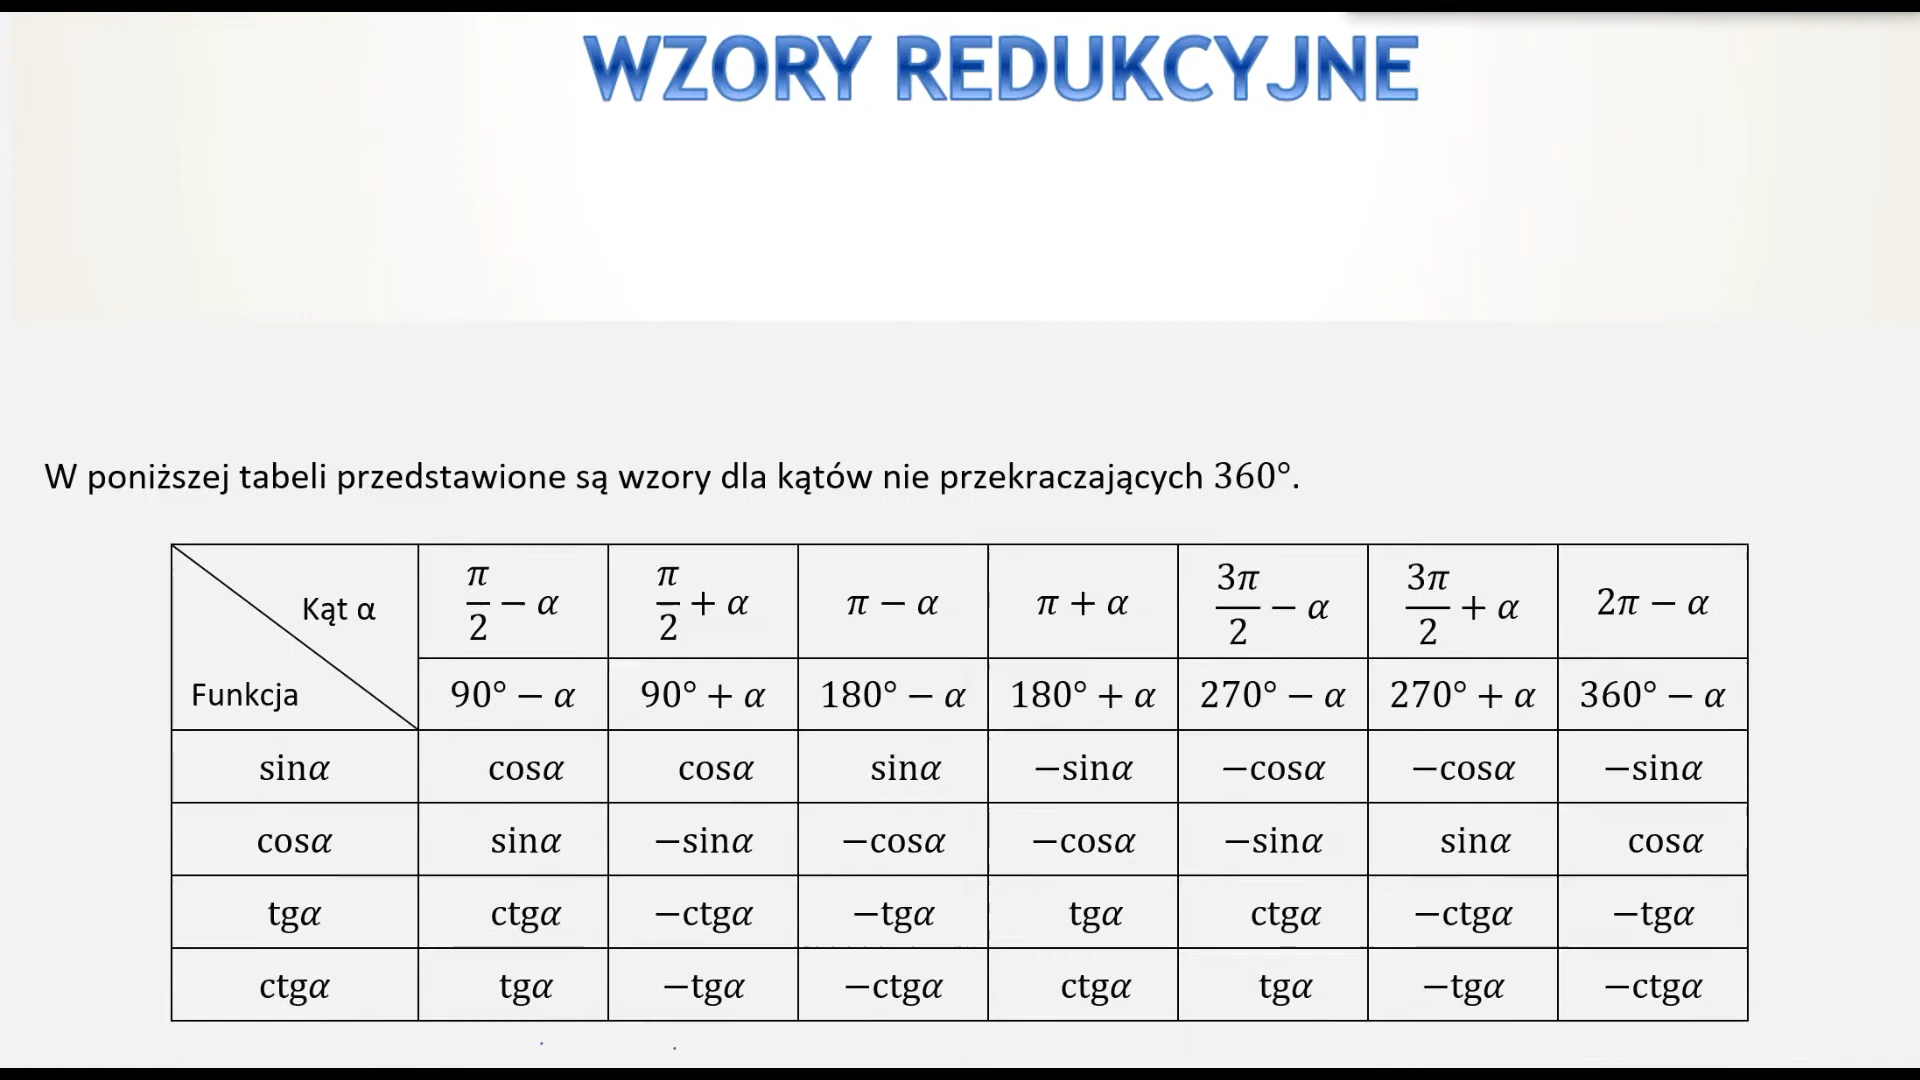 WZORY REDUKCYJNE
W poniższej tabeli przedstawione są wzory dla kątów nie przekraczających 360°.
Kąt α
Funkcja
π/2 − α	π/2 + α	π − α	π + α	3π/2 − α	3π/2 + α	2π − α
90° − α	90° + α	180° − α	180° + α	270° − α	270° + α	360° − α
sinα	cosα	cosα	sinα	−sinα	−cosα	−cosα	−sinα
cosα	sinα	−sinα	−cosα	−cosα	−sinα	sinα	cosα
tgα	ctgα	−ctgα	−tgα	tgα	ctgα	−ctgα	−tgα
ctgα	tgα	−tgα	−ctgα	ctgα	tgα	−tgα	−ctgα